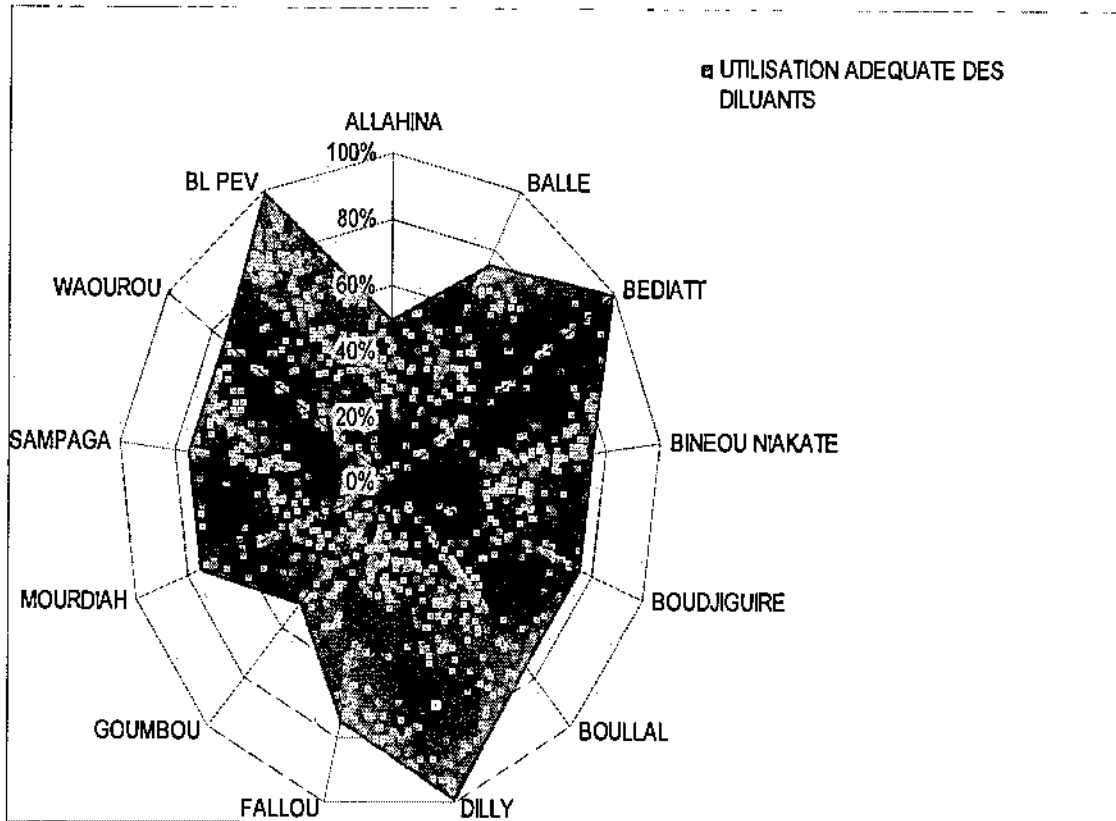 UTILISATION ADEQUATE DES
DILUANTS
ALLAHINA
100%
BL PEV
BALLE
80%
WAOUROU
60%
BEDIATT
40%
20%
SAMPAGA
BINEOU NIAKATE
0%
MOURDIAH
BOUDJIGUIRE
GOUMBOU
BOULLAL
FALLOU
DILLY